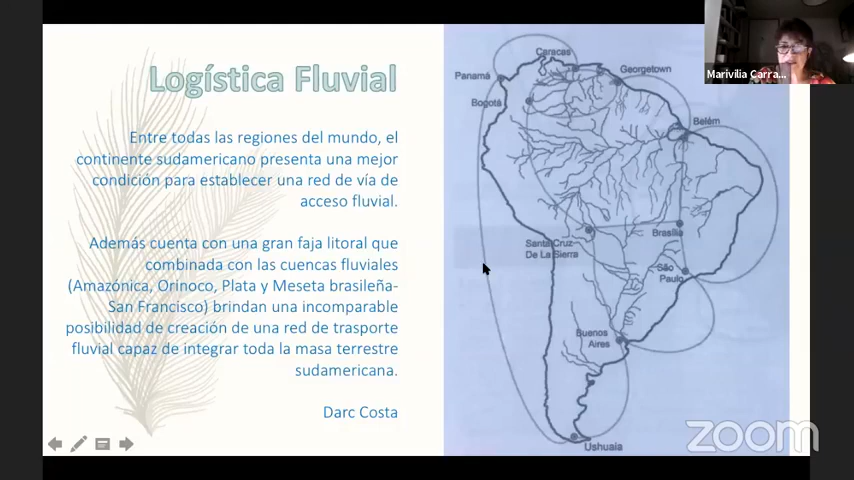 Logística Fluvial
Entre todas las regiones del mundo, el
continente sudamericano presenta una mejor
condición para establecer una red de vía de
acceso fluvial.
Además cuenta con una gran faja litoral que
combinada con las cuencas fluviales
(Amazónica, Orinoco, Plata y Meseta brasileña-
San Francisco) brindan una incomparable
posibilidad de creación de una red de trasporte
fluvial capaz de integrar toda la masa terrestre
sudamericana.
Darc Costa
Caracas
Panamá
Georgetown
Bogotá
Belém
Brasília
Santa Cruz
De La Sierra
São
Paulo
Buenos
Aires
Ushuaia
Marivilia Carra...
zoom